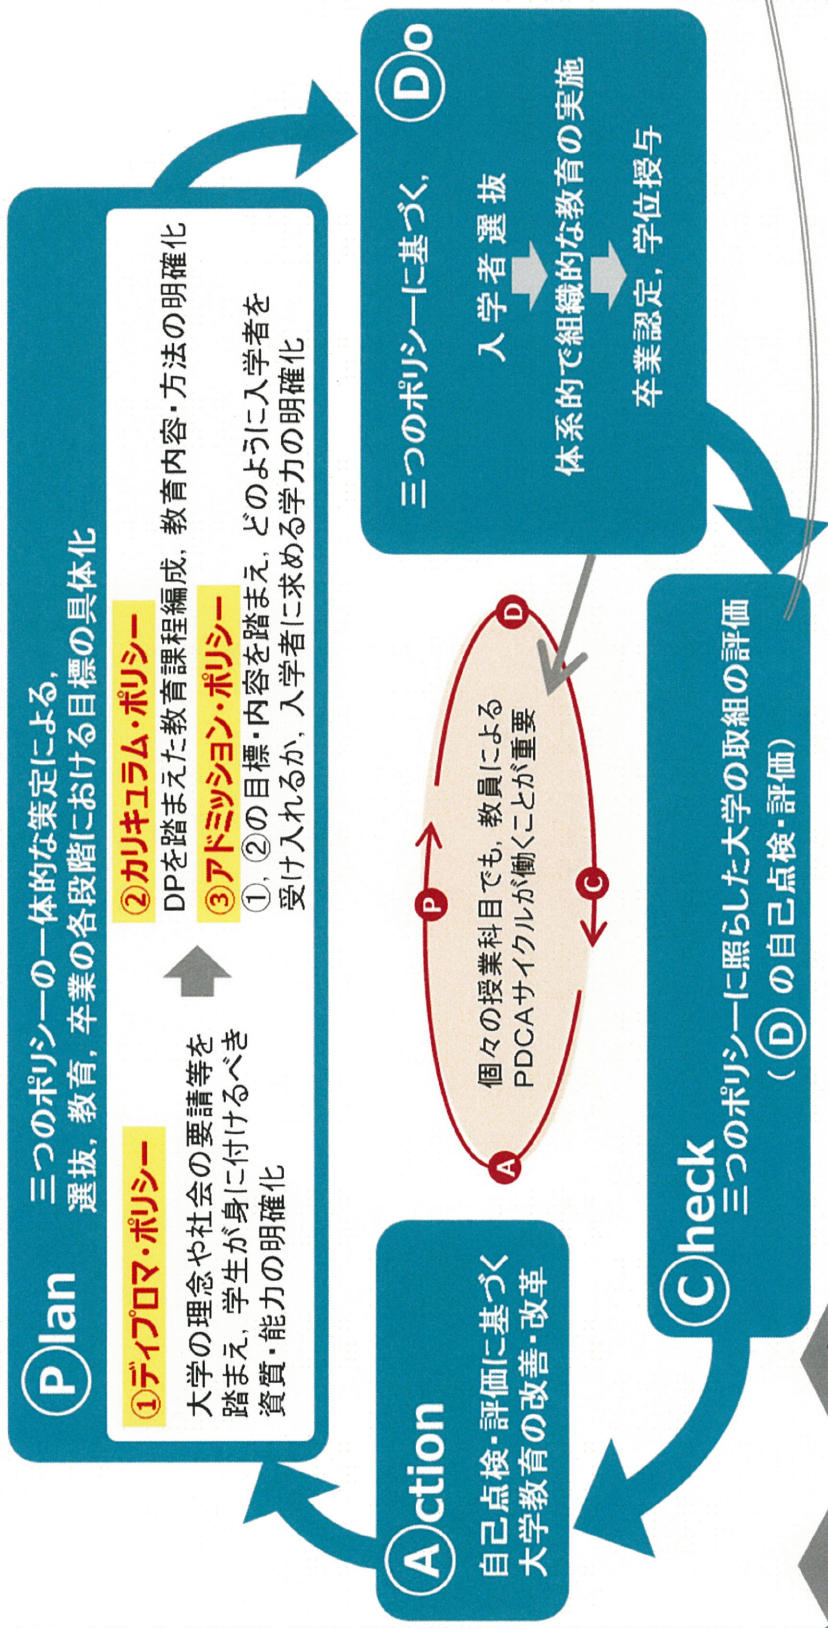 Plan
三つのポリシーの一体的な策定による,
選抜, 教育, 卒業の各段階における目標の具体化
①ディプロマ・ポリシー
大学の理念や社会の要請等を
踏まえ, 学生が身に付けるべき
資質・能力の明確化
②カリキュラム・ポリシー
DPを踏まえた教育課程編成, 教育内容・方法の明確化
③アドミッション・ポリシー
①, ②の目標・内容を踏まえ, どのように入学者を
受け入れるか, 入学者に求める学力の明確化
Do
三つのポリシーに基づく,
入学者選抜
体系的で組織的な教育の実施
卒業認定, 学位授与
Check
三つのポリシーに照らした大学の取組の評価
(Ⓓの自己点検・評価)
Action
自己点検・評価に基づく
大学教育の改善・改革
P
D
C
A
個々の授業科目でも, 教員による
PDCAサイクルが働くことが重要